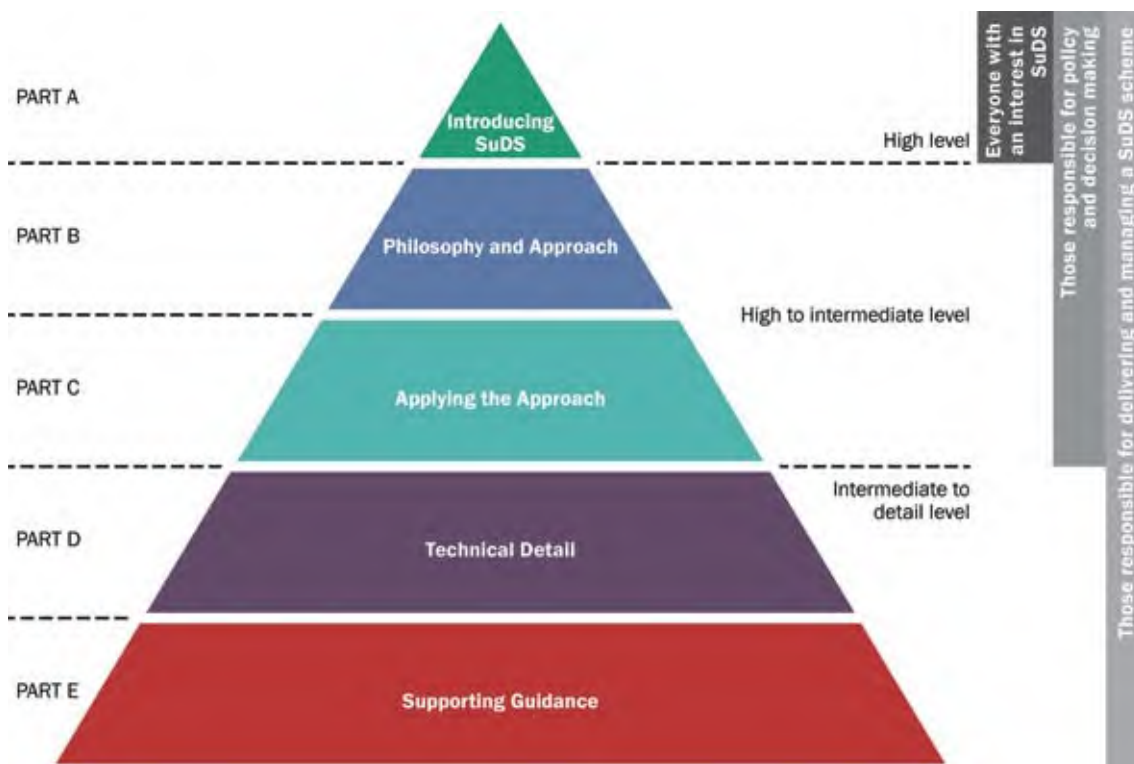 PART A
Introducing
SuDS
High level
PART B
Philosophy and Approach
High to intermediate level
PART C
Applying the Approach
Intermediate to
detail level
PART D
Technical Detail
PART E
Supporting Guidance
Everyone with
an interest in
SuDS
Those responsible for policy
and decision making
Those responsible for delivering and managing a SuDS scheme